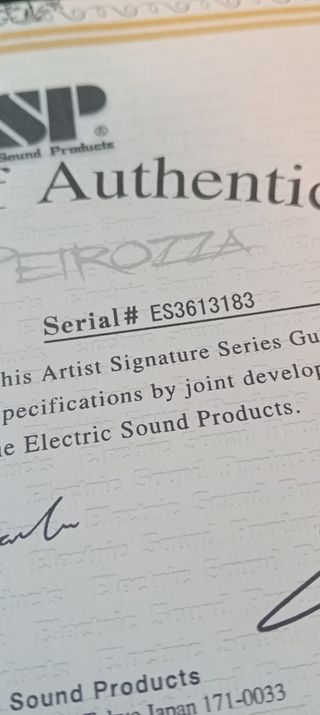 SP®
Sound Products
Authentic
PETROZZA
Serial# ES3613183
his Artist Signature Series Gu
pecifications by joint develop
e Electric Sound Products.
Sound Products
Japan 171-0033